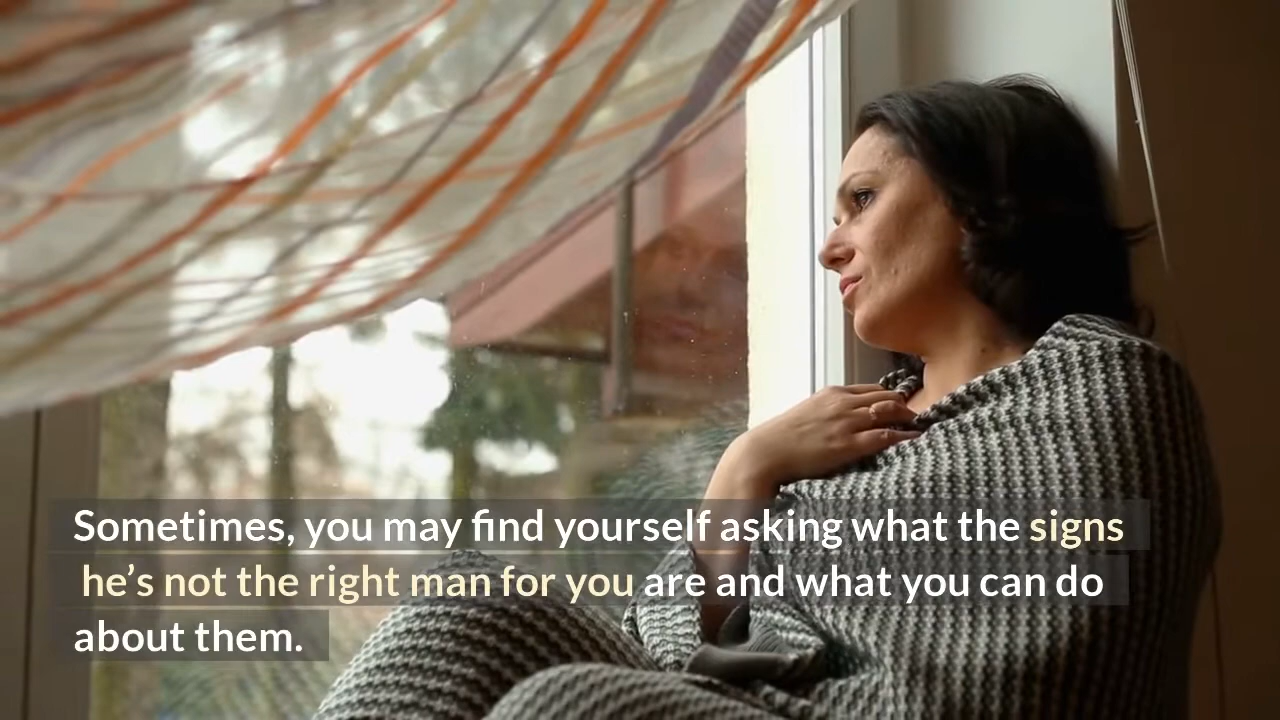 Sometimes, you may find yourself asking what the signs
he’s not the right man for you are and what you can do
about them.